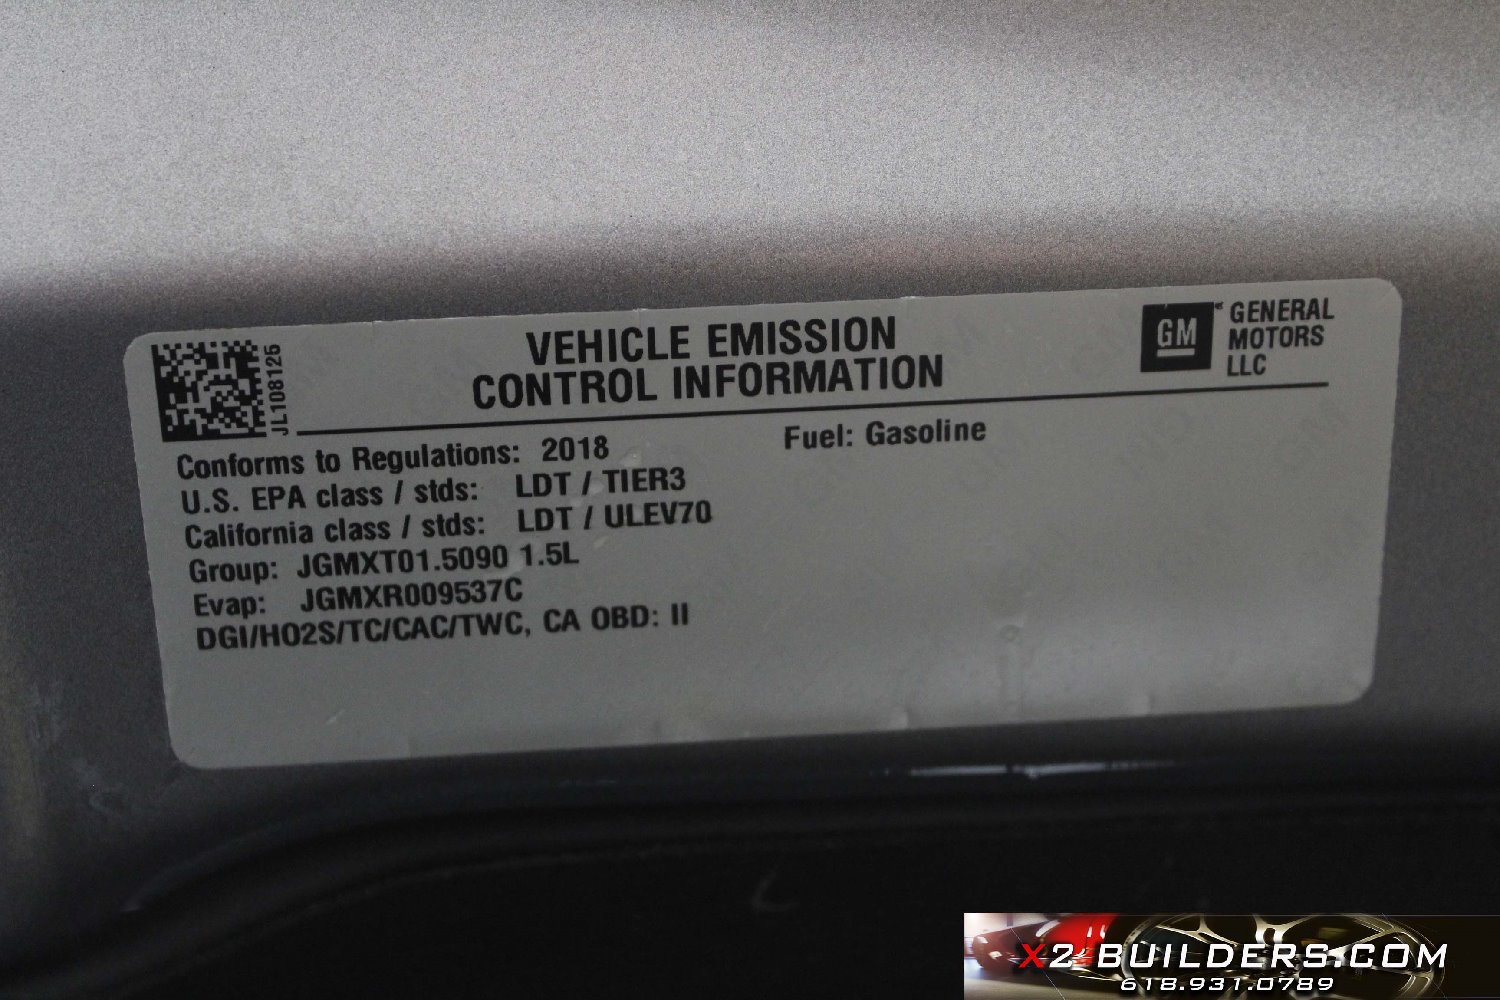 JL108125
VEHICLE EMISSION
CONTROL INFORMATION
GM
GENERAL
MOTORS
LLC
Conforms to Regulations: 2018
Fuel: Gasoline
U.S. EPA class / stds: LDT / TIER3
California class / stds: LDT / ULEV70
Group: JGMXT01.5090 1.5L
Evap: JGMXR009537C
DGI/HO2S/TC/CAC/TWC, CA OBD: II
X2-BUILDERS.COM
618.931.0789